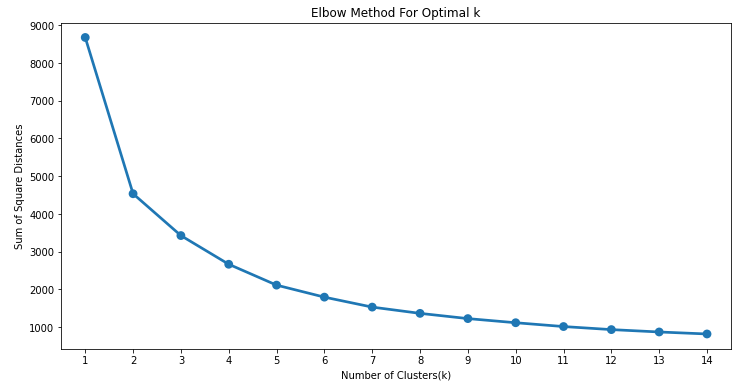 Elbow Method For Optimal k
Sum of Square Distances
9000
8000
7000
6000
5000
4000
3000
2000
1000
1 2 3 4 5 6 7 8 9 10 11 12 13 14
Number of Clusters(k)